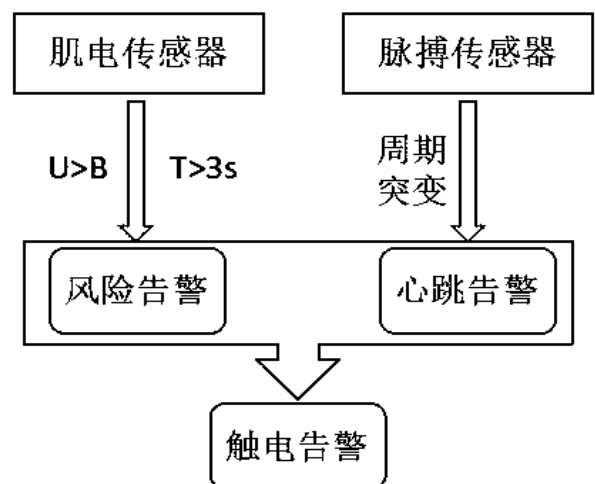 肌电传感器
脉搏传感器
U>B
T>3s
周期
突变
风险告警
心跳告警
触电告警